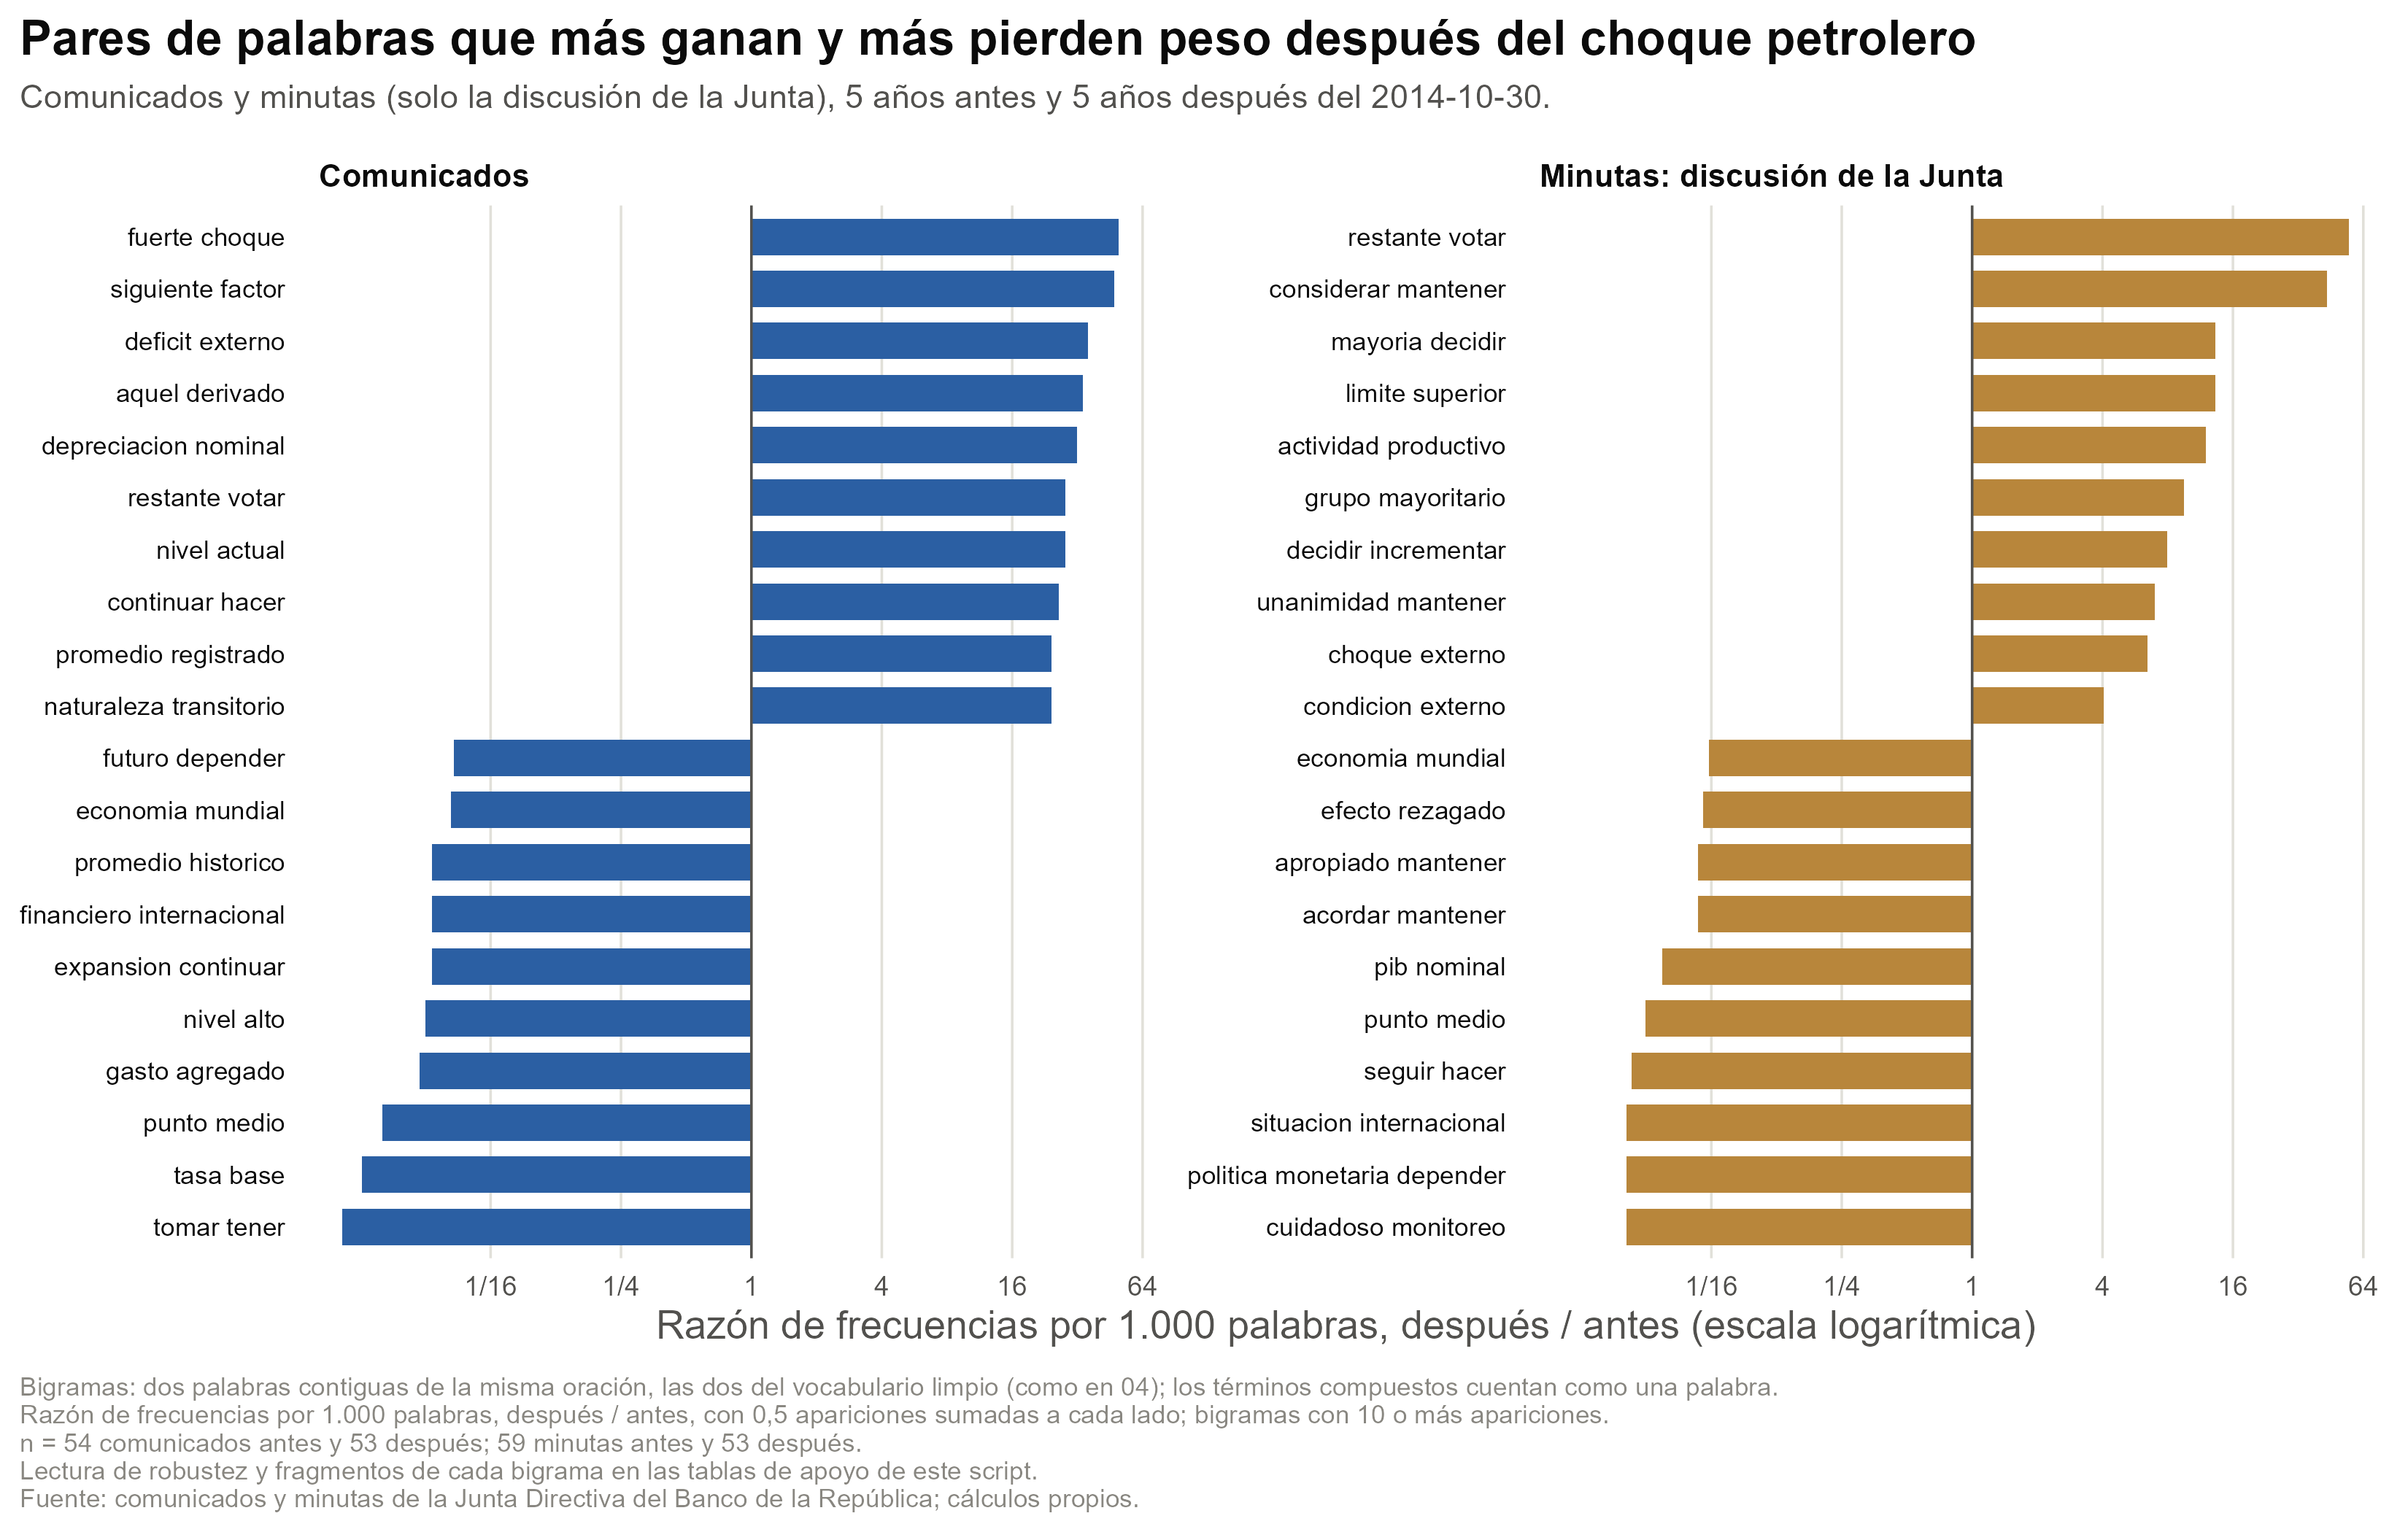 Pares de palabras que más ganan y más pierden peso después del choque petrolero
Comunicados y minutas (solo la discusión de la Junta), 5 años antes y 5 años después del 2014-10-30.
Comunicados
fuerte choque
siguiente factor
deficit externo
aquel derivado
depreciacion nominal
restante votar
nivel actual
continuar hacer
promedio registrado
naturaleza transitorio
futuro depender
economia mundial
promedio historico
financiero internacional
expansion continuar
nivel alto
gasto agregado
punto medio
tasa base
tomar tener
1/16 1/4 1 4 16 64
Minutas: discusión de la Junta
restante votar
considerar mantener
mayoria decidir
limite superior
actividad productivo
grupo mayoritario
decidir incrementar
unanimidad mantener
choque externo
condicion externo
economia mundial
efecto rezagado
apropiado mantener
acordar mantener
pib nominal
punto medio
seguir hacer
situacion internacional
politica monetaria depender
cuidadoso monitoreo
1/16 1/4 1 4 16 64
Razón de frecuencias por 1.000 palabras, después / antes (escala logarítmica)
Bigramas: dos palabras contiguas de la misma oración, las dos del vocabulario limpio (como en 04); los términos compuestos cuentan como una palabra.
Razón de frecuencias por 1.000 palabras, después / antes, con 0,5 apariciones sumadas a cada lado; bigramas con 10 o más apariciones.
n = 54 comunicados antes y 53 después; 59 minutas antes y 53 después.
Lectura de robustez y fragmentos de cada bigrama en las tablas de apoyo de este script.
Fuente: comunicados y minutas de la Junta Directiva del Banco de la República; cálculos propios.